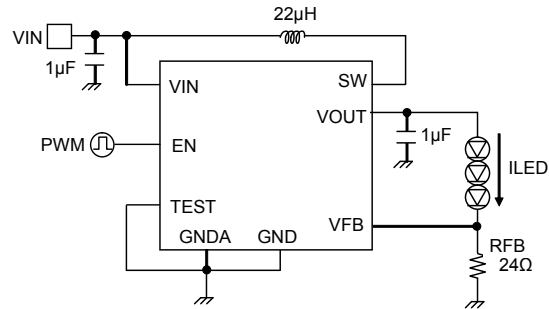 22µH
VIN
1µF
VIN
SW
VOUT
1µF
PWM
EN
ILED
TEST
VFB
GNDA
GND
RFB
24Ω